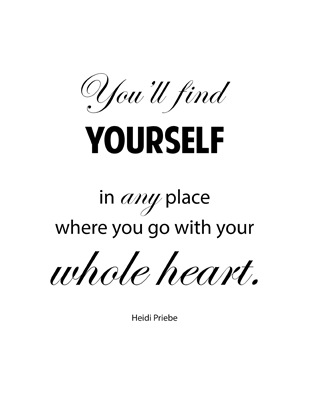 You'll find
YOURSELF
in any place
where you go with your
whole heart.
Heidi Priebe